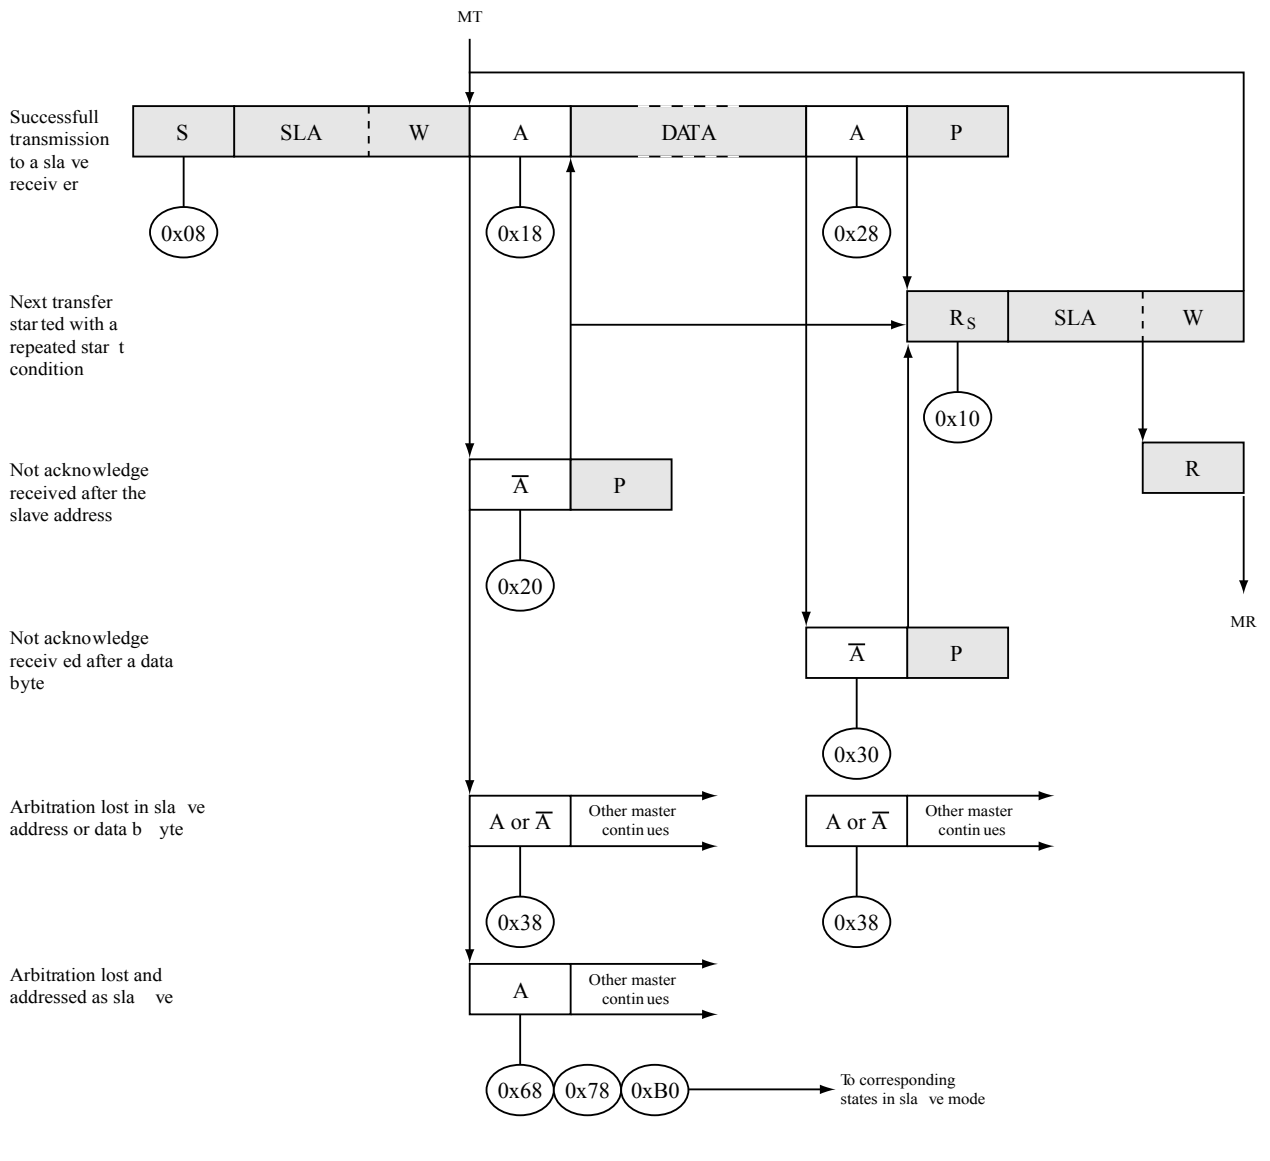 MT
Successfull
transmission
to a sla ve
receiv er
S SLA W A DATA A P
0x08 0x18 0x28
Next transfer
star ted with a
repeated star t
condition
RS SLA W
0x10
Not acknowledge
received after the
slave address
A̅ P
R
0x20
MR
Not acknowledge
receiv ed after a data
byte
A̅ P
0x30
Arbitration lost in sla ve
address or data b yte
A or A̅
Other master
contin ues
A or A̅
Other master
contin ues
0x38 0x38
Arbitration lost and
addressed as sla ve
A
Other master
contin ues
0x68 0x78 0xB0
To corresponding
states in sla ve mode